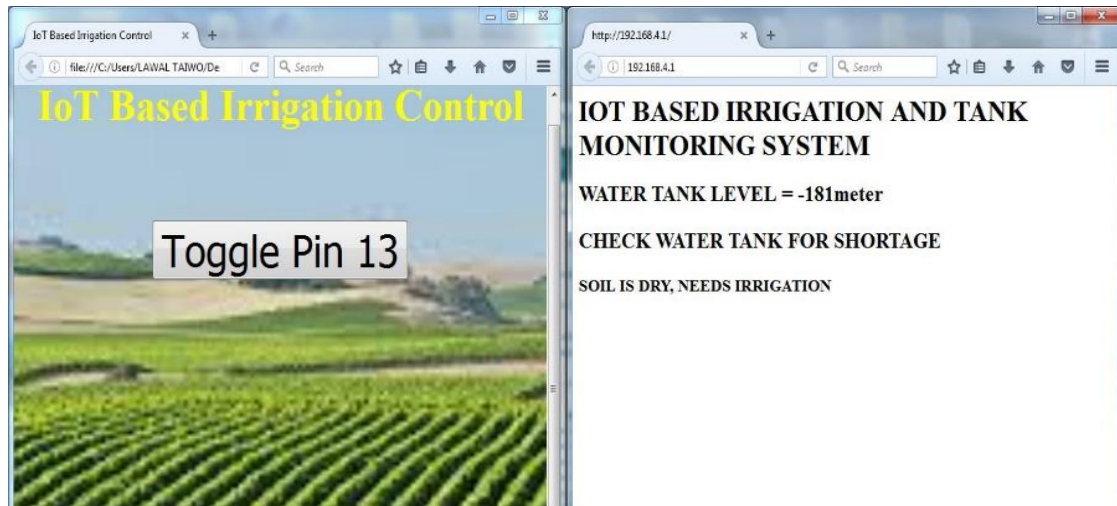 IoT Based Irrigation Control
file:///C:/Users/LAWAL TAIWO/De
Search
IoT Based Irrigation Control
Toggle Pin 13
http://192.168.4.1/
192.168.4.1
Search
IOT BASED IRRIGATION AND TANK
MONITORING SYSTEM
WATER TANK LEVEL = -181meter
CHECK WATER TANK FOR SHORTAGE
SOIL IS DRY, NEEDS IRRIGATION